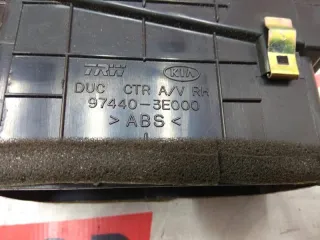 TRW KIA
DUC CTR A/V RH
97440-3E000
>ABS<